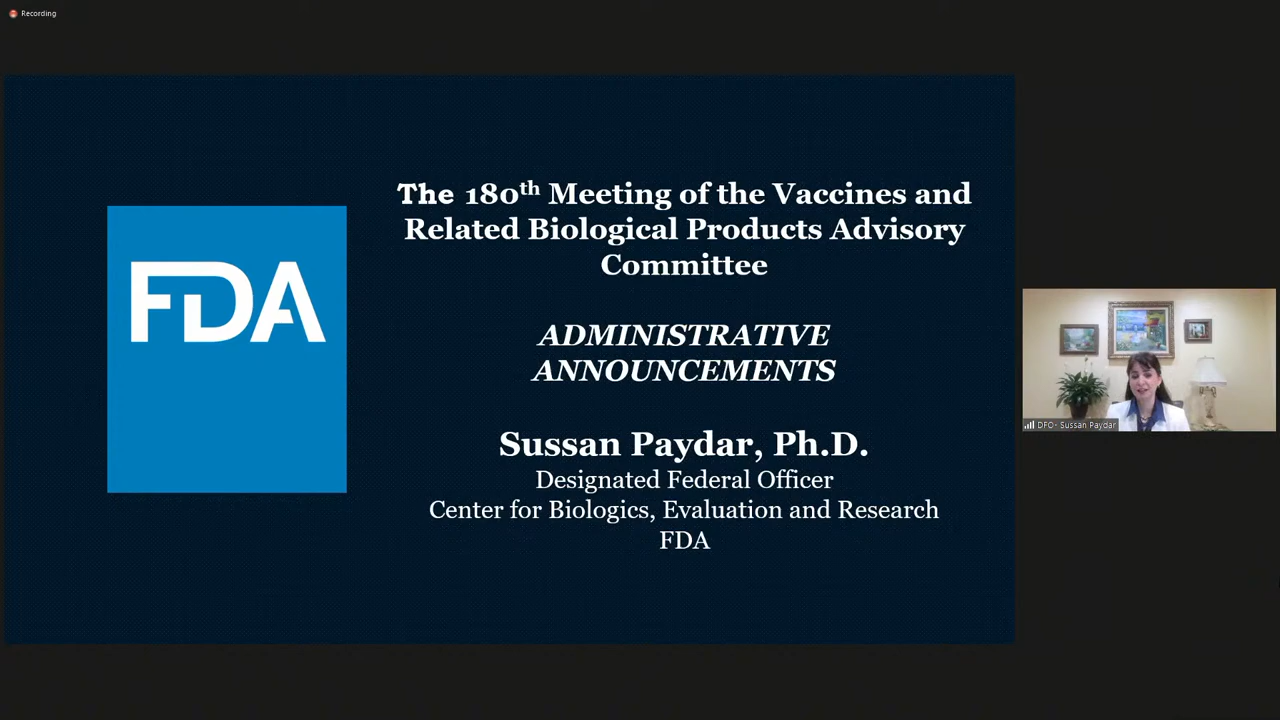 Recording
The 180th Meeting of the Vaccines and
Related Biological Products Advisory
Committee
FDA
ADMINISTRATIVE
ANNOUNCEMENTS
Sussan Paydar, Ph.D.
Designated Federal Officer
Center for Biologics, Evaluation and Research
FDA
DFO- Sussan Paydar